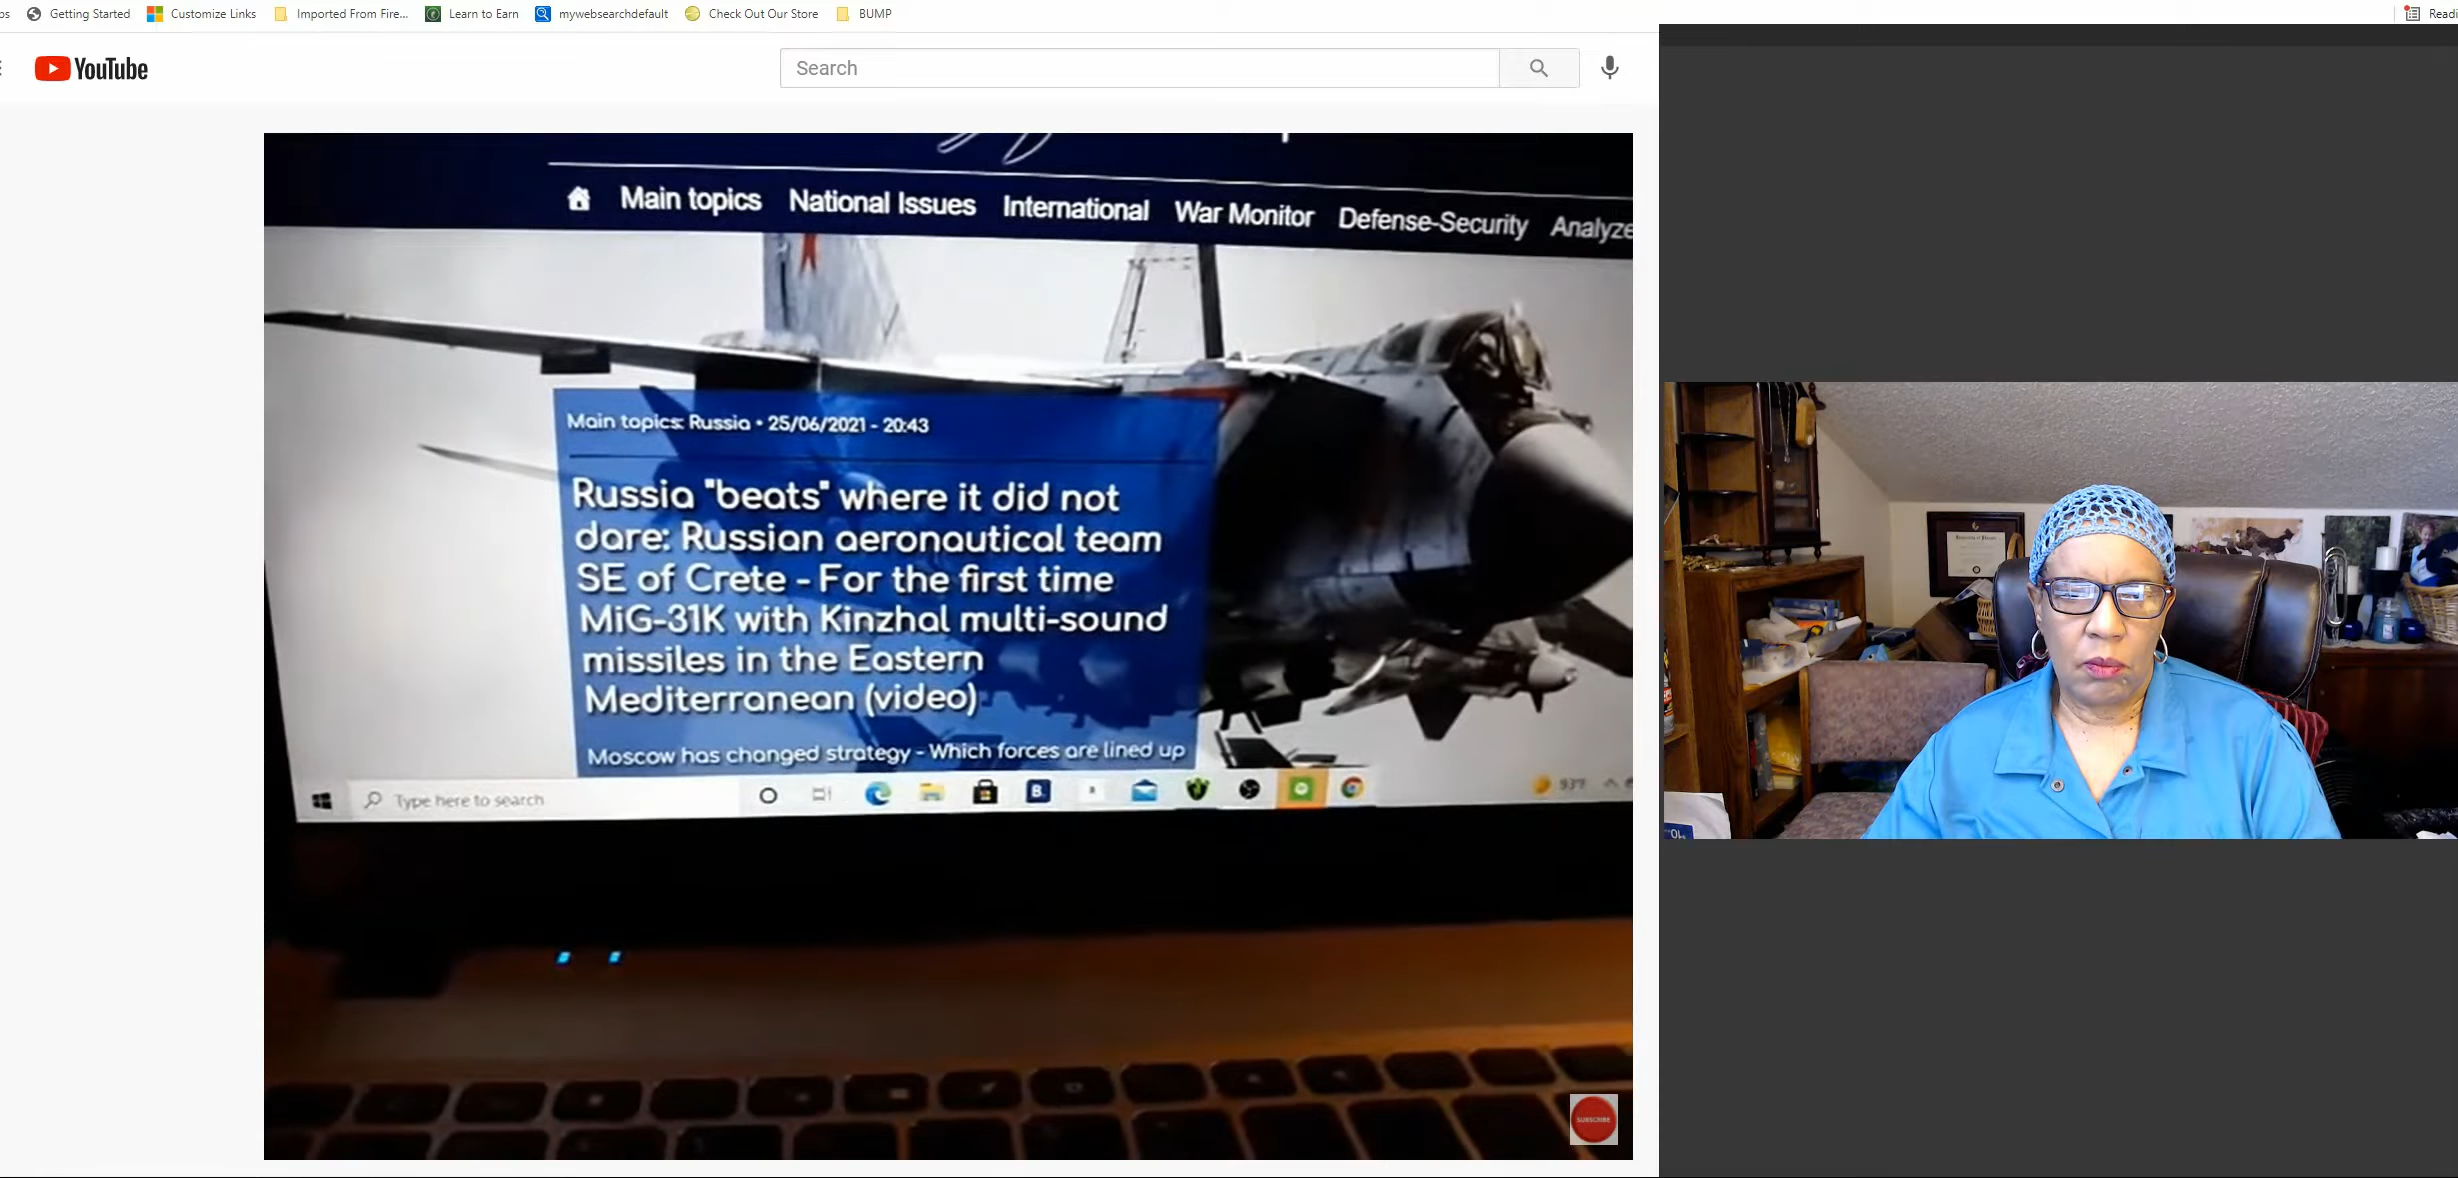 Getting Started Customize Links Imported From Fire... Learn to Earn mywebsearchdefault Check Out Our Store BUMP Readi
YouTube
Search
Main topics National Issues International War Monitor Defense-Security Analyze
Main topics: Russia • 25/06/2021 - 20:43
Russia "beats" where it did not
dare: Russian aeronautical team
SE of Crete - For the first time
MiG-31K with Kinzhal multi-sound
missiles in the Eastern
Mediterranean (video)
Moscow has changed strategy - Which forces are lined up
Type here to search
B.
93°F
SUBSCRIBE